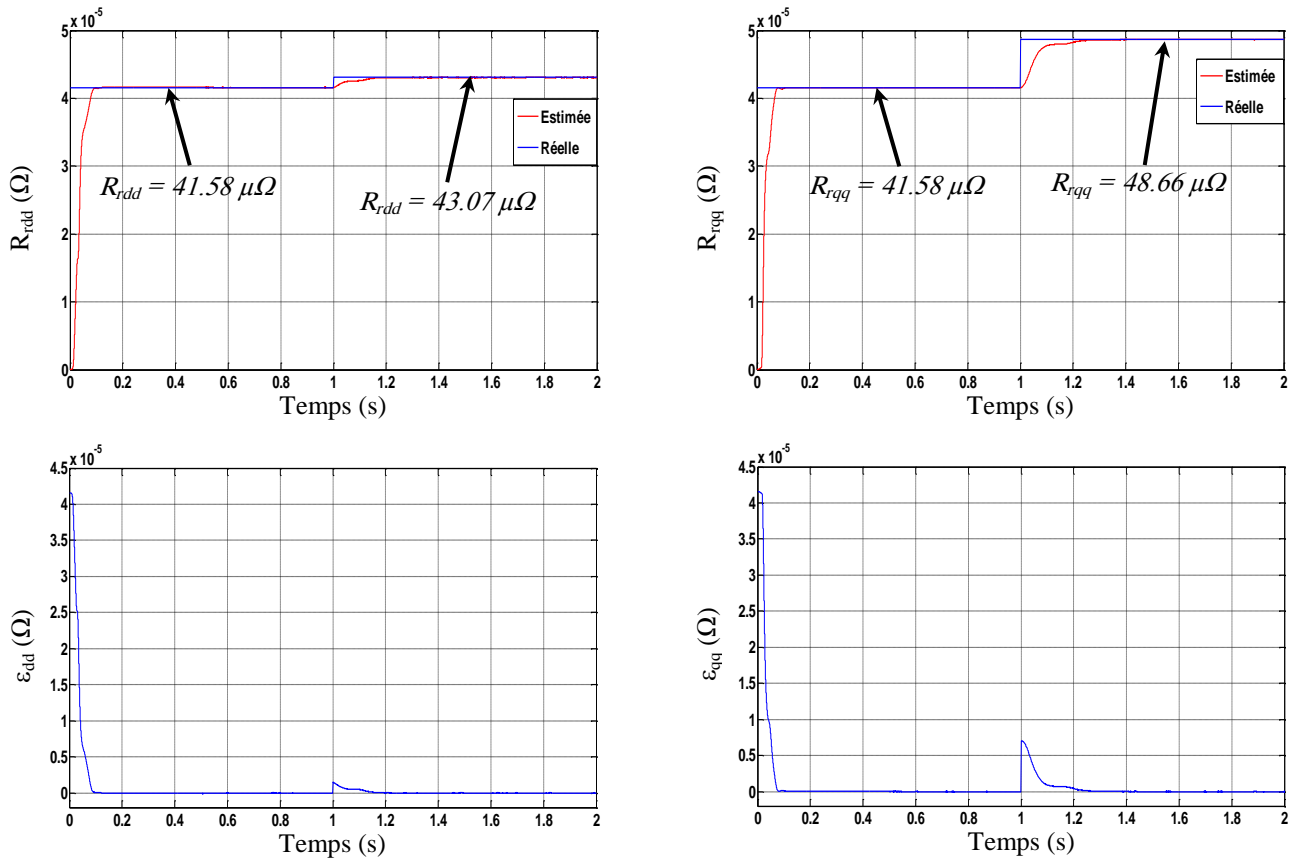 x 10⁻⁵
5
4
3
2
1
0
R_rdd (Ω)
Estimée
Réelle
R_rdd = 41.58 μΩ
R_rdd = 43.07 μΩ
0 0.2 0.4 0.6 0.8 1 1.2 1.4 1.6 1.8 2
Temps (s)
x 10⁻⁵
5
4
3
2
1
0
R_rqq (Ω)
Estimée
Réelle
R_rqq = 41.58 μΩ
R_rqq = 48.66 μΩ
0 0.2 0.4 0.6 0.8 1 1.2 1.4 1.6 1.8 2
Temps (s)
x 10⁻⁵
4.5
4
3.5
3
2.5
2
1.5
1
0.5
0
ε_dd (Ω)
0 0.2 0.4 0.6 0.8 1 1.2 1.4 1.6 1.8 2
Temps (s)
x 10⁻⁵
4.5
4
3.5
3
2.5
2
1.5
1
0.5
0
ε_qq (Ω)
0 0.2 0.4 0.6 0.8 1 1.2 1.4 1.6 1.8 2
Temps (s)